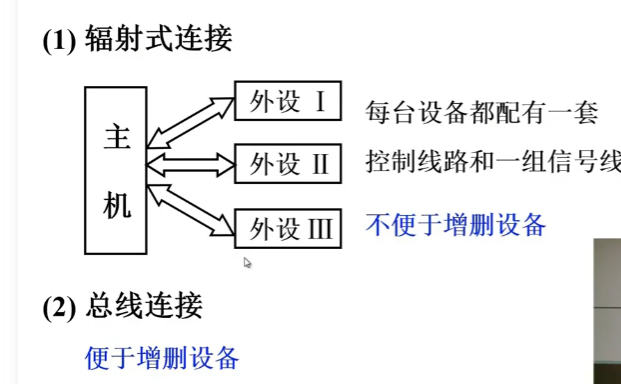 (1) 辐射式连接
主机
外设 I
外设 II
外设 III
每台设备都配有一套
控制线路和一组信号线
不便于增删设备
(2) 总线连接
便于增删设备